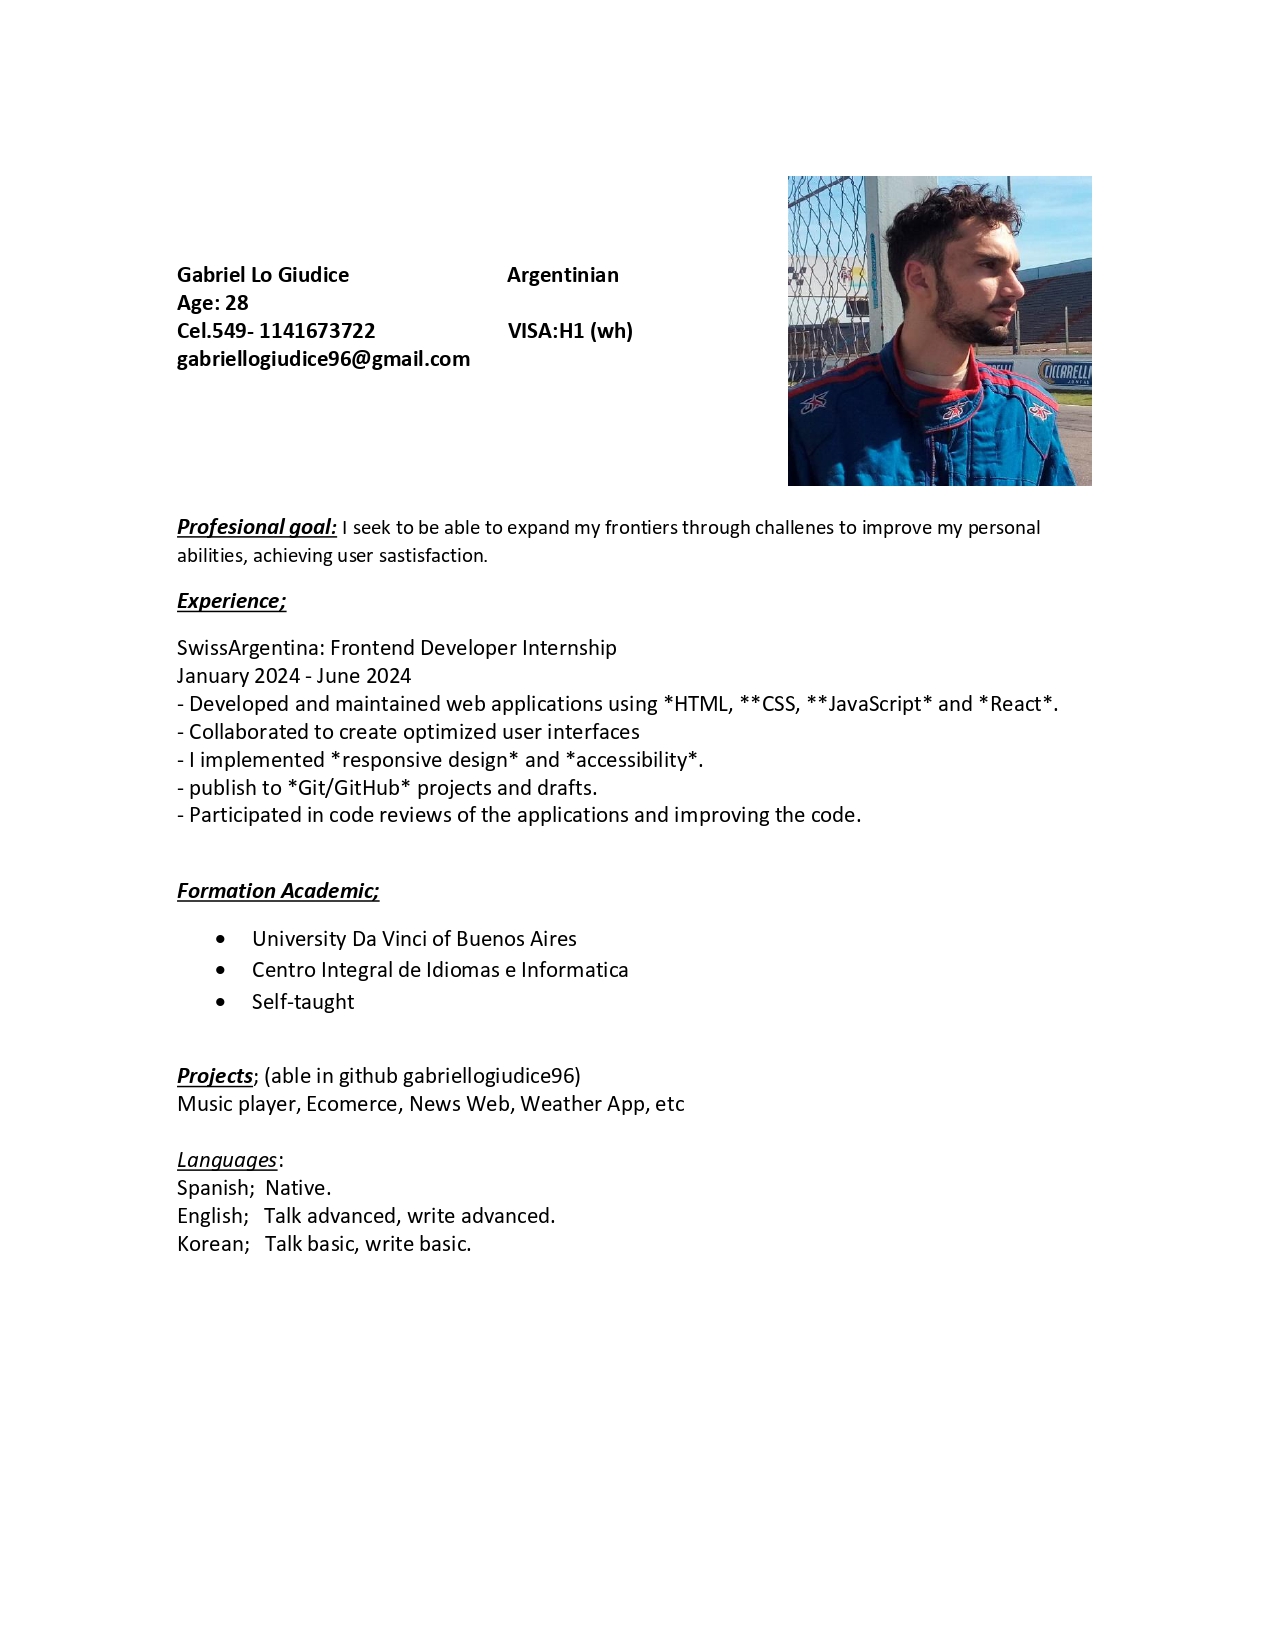 Gabriel Lo Giudice Argentinian
Age: 28
Cel.549- 1141673722 VISA:H1 (wh)
gabriellogiudice96@gmail.com
CICCARELLI
Profesional goal: I seek to be able to expand my frontiers through challenes to improve my personal
abilities, achieving user sastisfaction.
Experience;
SwissArgentina: Frontend Developer Internship
January 2024 - June 2024
- Developed and maintained web applications using *HTML, **CSS, **JavaScript* and *React*.
- Collaborated to create optimized user interfaces
- I implemented *responsive design* and *accessibility*.
- publish to *Git/GitHub* projects and drafts.
- Participated in code reviews of the applications and improving the code.
Formation Academic;
• University Da Vinci of Buenos Aires
• Centro Integral de Idiomas e Informatica
• Self-taught
Projects; (able in github gabriellogiudice96)
Music player, Ecomerce, News Web, Weather App, etc
Languages:
Spanish; Native.
English; Talk advanced, write advanced.
Korean; Talk basic, write basic.